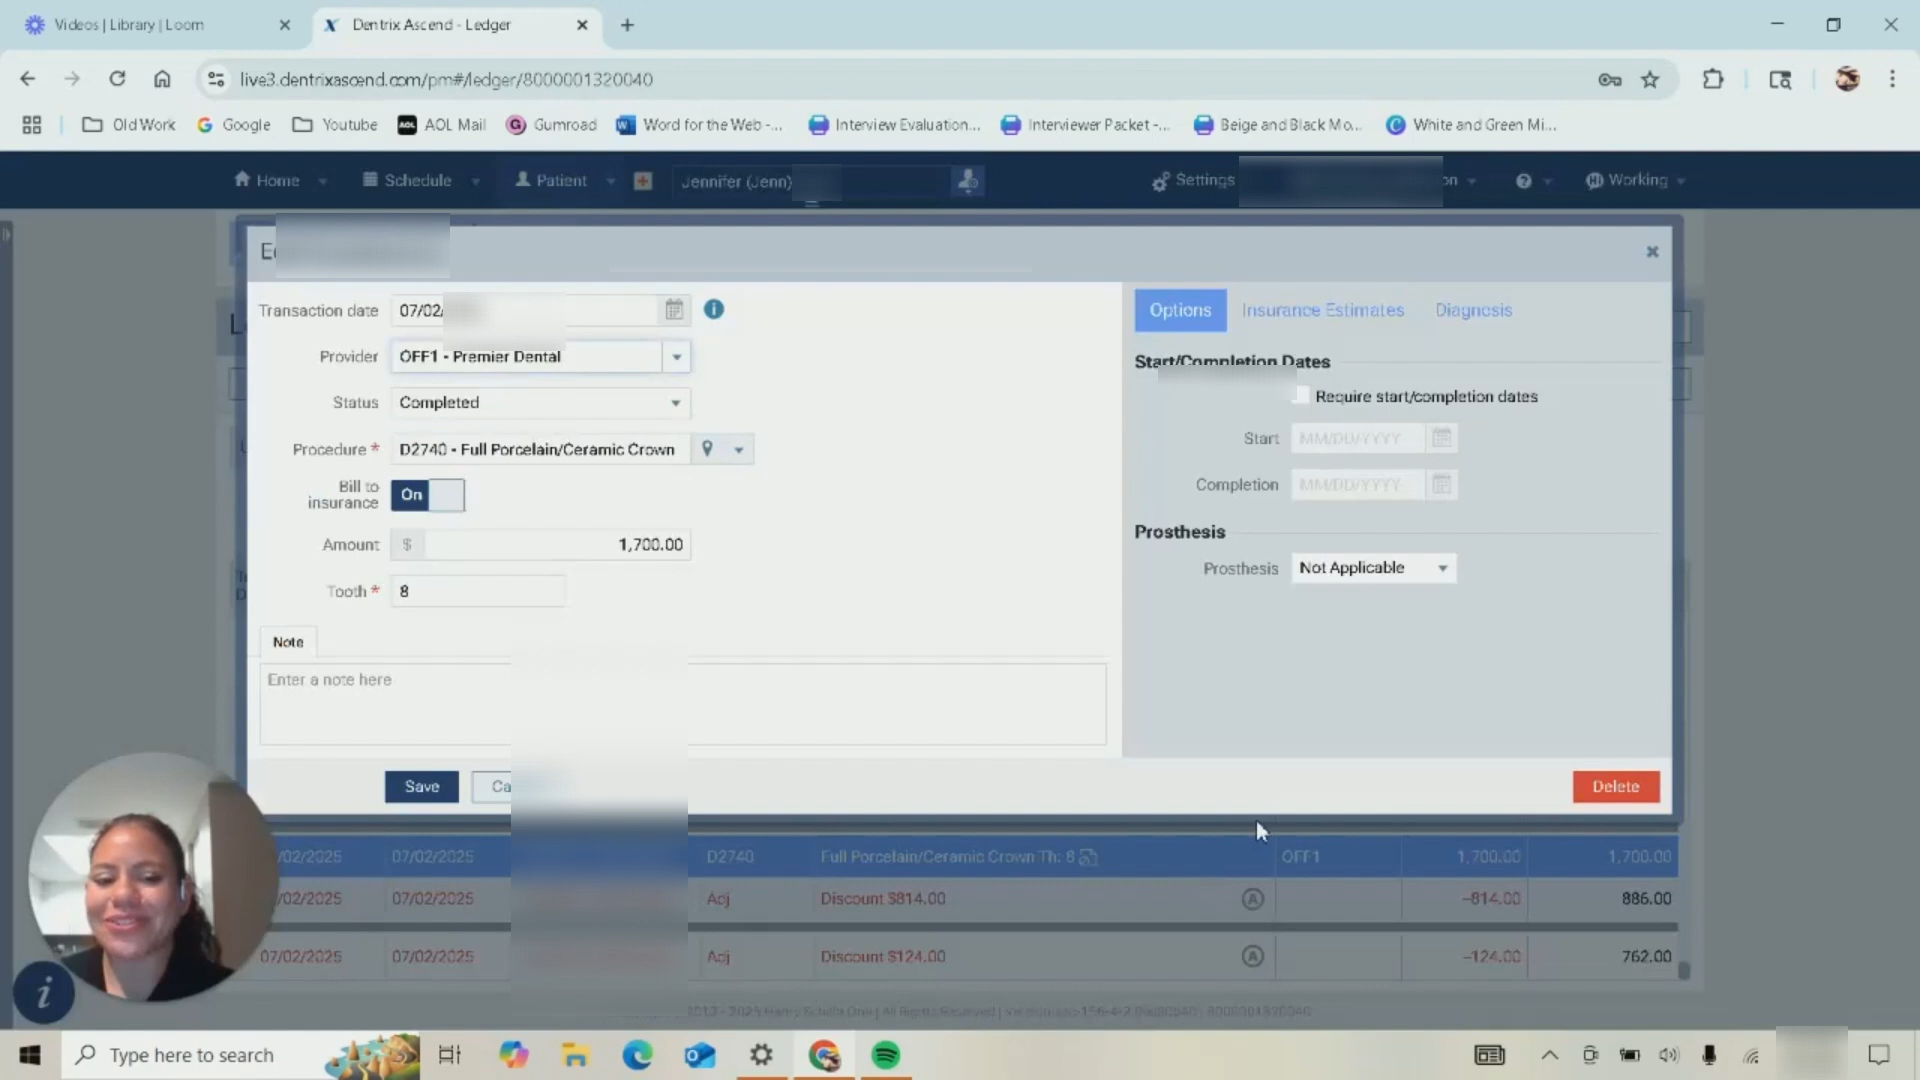 Videos | Library | Loom
Dentrix Ascend - Ledger
live3.dentrixascend.com/pm#/ledger/8000001320040
Old Work
Google
Youtube
AOL Mail
Gumroad
Word for the Web -...
Interview Evaluation...
Interviewer Packet -...
Beige and Black Mo...
White and Green Mi...
Home
Schedule
Patient
Jennifer (Jenn)
Settings
on
Working
Transaction date 07/02/
Options Insurance Estimates Diagnosis
Provider OFF1 - Premier Dental
Start/Completion Dates
Require start/completion dates
Status Completed
Start MM/DD/YYYY
Procedure * D2740 - Full Porcelain/Ceramic Crown
Completion MM/DD/YYYY
Bill to
insurance On
Prosthesis
Amount $ 1,700.00
Prosthesis Not Applicable
Tooth * 8
Note
Enter a note here
Save Ca
Delete
/02/2025 07/02/2025 D2740 Full Porcelain/Ceramic Crown Th: 8 OFF1 1,700.00 1,700.00
/02/2025 07/02/2025 Adj Discount $814.00 A -814.00 886.00
07/02/2025 07/02/2025 Adj Discount $124.00 A -124.00 762.00
i
Type here to search